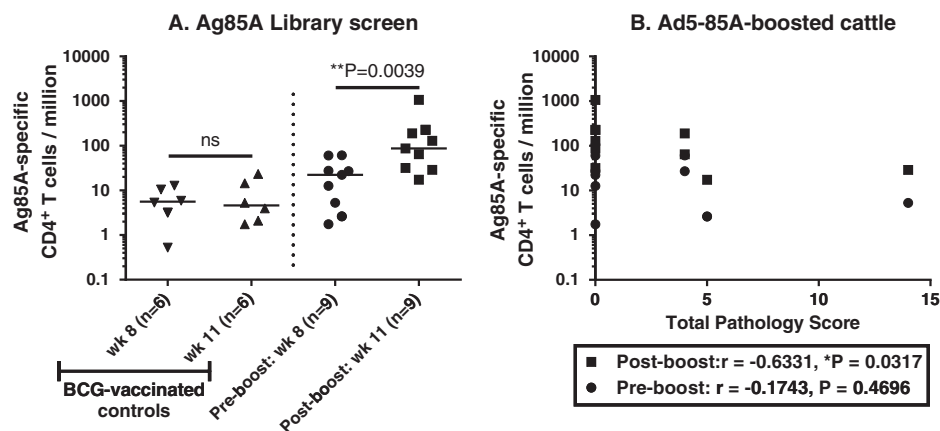 A. Ag85A Library screen
Ag85A-specific
CD4+ T cells / million
10000
1000
100
10
1
0.1
ns
**P=0.0039
wk 8 (n=6)
wk 11 (n=6)
Pre-boost: wk 8 (n=9)
Post-boost: wk 11 (n=9)
BCG-vaccinated
controls
B. Ad5-85A-boosted cattle
Ag85A-specific
CD4+ T cells / million
10000
1000
100
10
1
0.1
0
5
10
15
Total Pathology Score
Post-boost:r = -0.6331, *P = 0.0317
Pre-boost: r = -0.1743, P = 0.4696